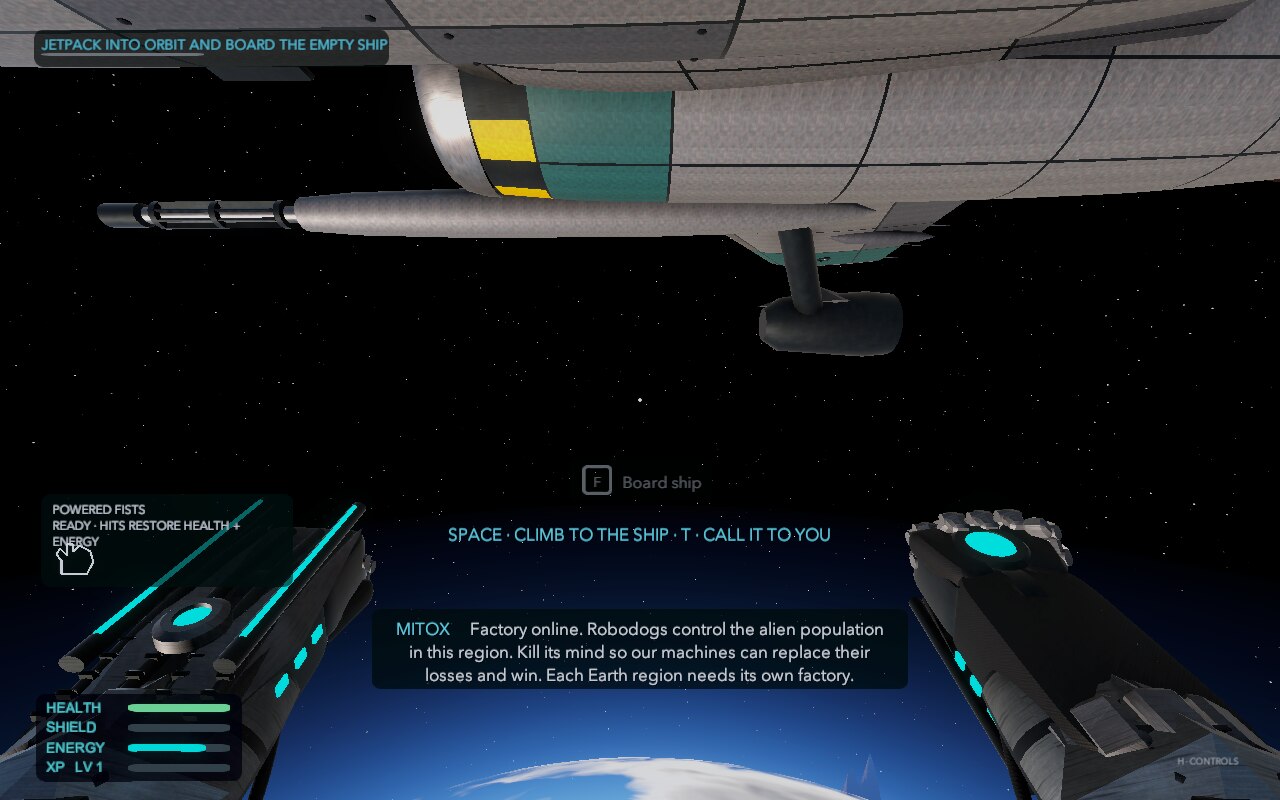 JETPACK INTO ORBIT AND BOARD THE EMPTY SHIP
F Board ship
POWERED FISTS
READY · HITS RESTORE HEALTH +
ENERGY
SPACE · CLIMB TO THE SHIP · T · CALL IT TO YOU
MITOX Factory online. Robodogs control the alien population
in this region. Kill its mind so our machines can replace their
losses and win. Each Earth region needs its own factory.
HEALTH
SHIELD
ENERGY
XP LV 1
H · CONTROLS